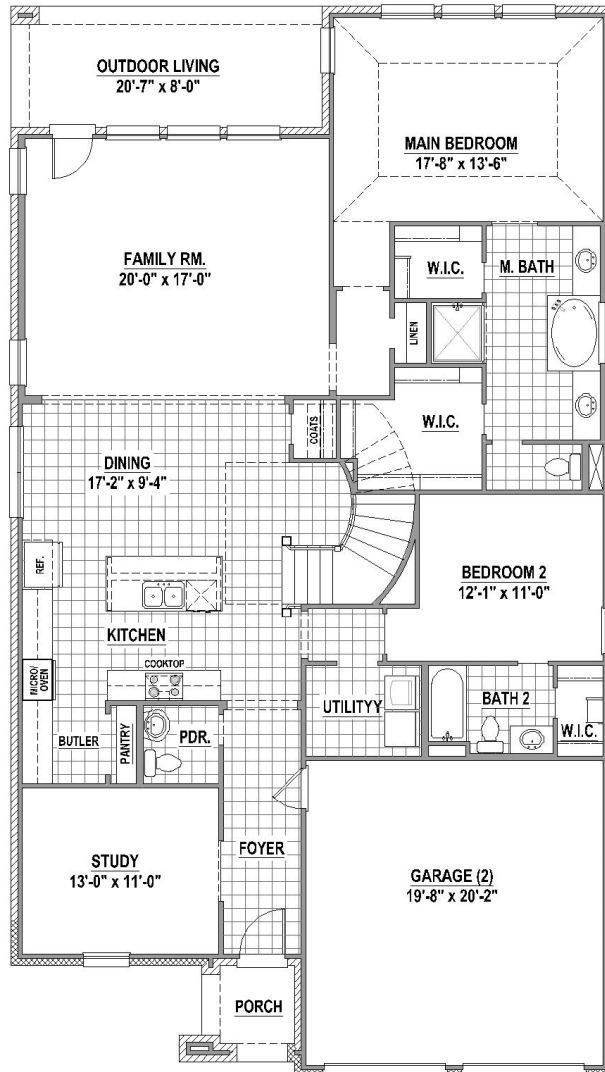 OUTDOOR LIVING
20'-7" x 8'-0"
MAIN BEDROOM
17'-8" x 13'-6"
FAMILY RM.
20'-0" x 17'-0"
W.I.C.
M. BATH
LINEN
W.I.C.
COATS
DINING
17'-2" x 9'-4"
REF.
BEDROOM 2
12'-1" x 11'-0"
KITCHEN
COOKTOP
MICRO/
OVEN
UTILITYY
BATH 2
W.I.C.
PDR.
PANTRY
BUTLER
FOYER
STUDY
13'-0" x 11'-0"
GARAGE (2)
19'-8" x 20'-2"
PORCH